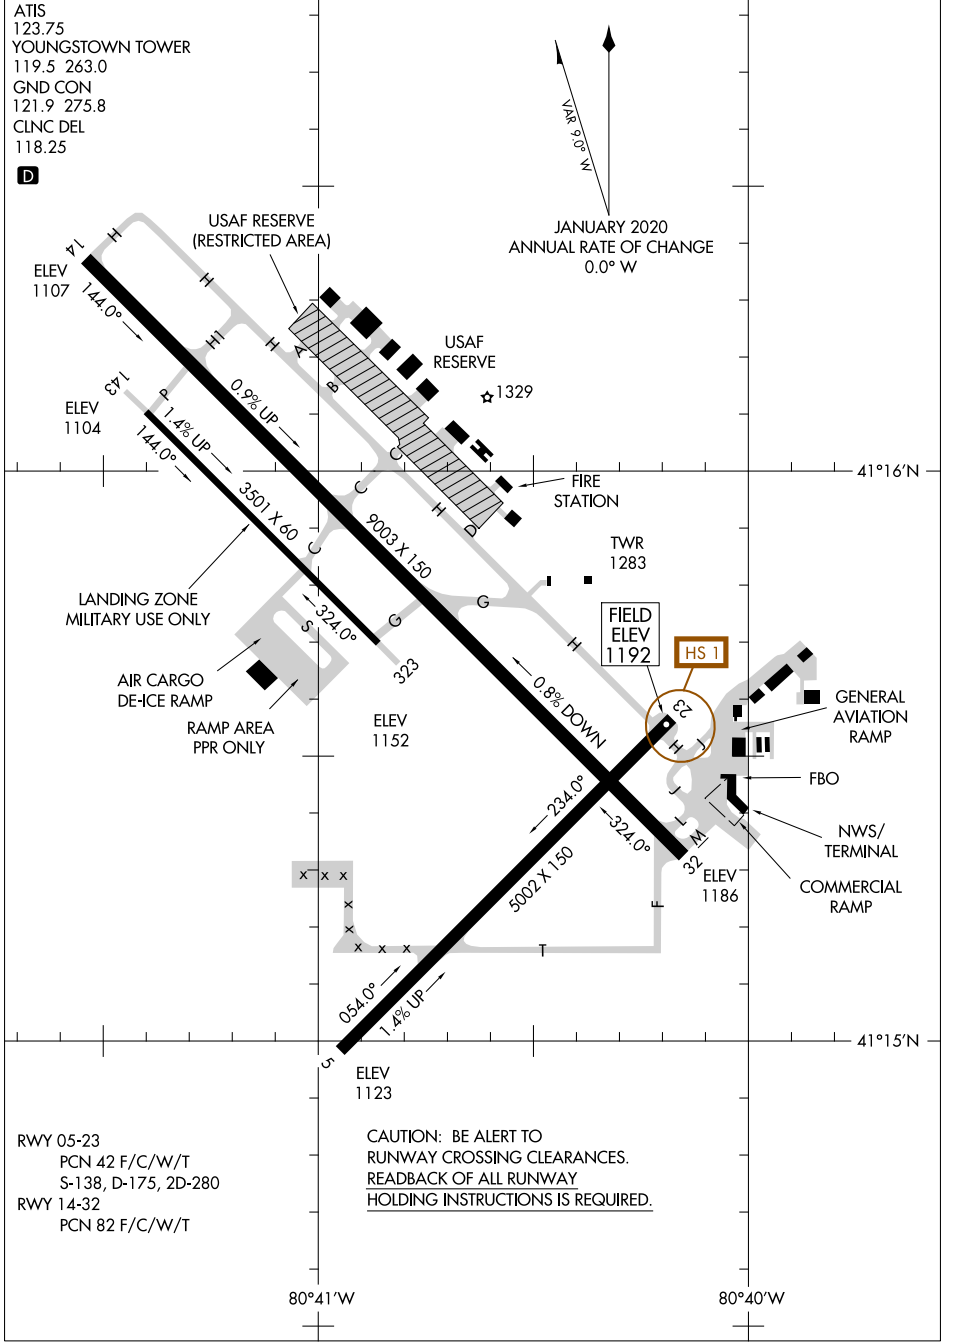 ATIS
123.75
YOUNGSTOWN TOWER
119.5 263.0
GND CON
121.9 275.8
CLNC DEL
118.25
D
VAR 9.0° W
JANUARY 2020
ANNUAL RATE OF CHANGE
0.0° W
USAF RESERVE
(RESTRICTED AREA)
14
H
ELEV
1107
144.0°
H
H1
H
A
B
USAF
RESERVE
1329
143
P
ELEV
1104
1.4% UP
144.0°
0.9% UP
C
41°16'N
FIRE
STATION
C
H
D
3501 X 60
9003 X 150
C
TWR
1283
LANDING ZONE
MILITARY USE ONLY
324.0°
S
G
G
H
FIELD
ELEV
1192
HS 1
323
AIR CARGO
DE-ICE RAMP
RAMP AREA
PPR ONLY
ELEV
1152
0.8% DOWN
23
GENERAL
AVIATION
RAMP
H
J
FBO
J
234.0°
324.0°
L
M
NWS/
TERMINAL
32
ELEV
1186
COMMERCIAL
RAMP
5002 X 150
x x x
x
x
x x x
F
T
054.0°
1.4% UP
5
41°15'N
ELEV
1123
RWY 05-23
PCN 42 F/C/W/T
S-138, D-175, 2D-280
RWY 14-32
PCN 82 F/C/W/T
CAUTION: BE ALERT TO
RUNWAY CROSSING CLEARANCES.
READBACK OF ALL RUNWAY
HOLDING INSTRUCTIONS IS REQUIRED.
80°41'W
80°40'W